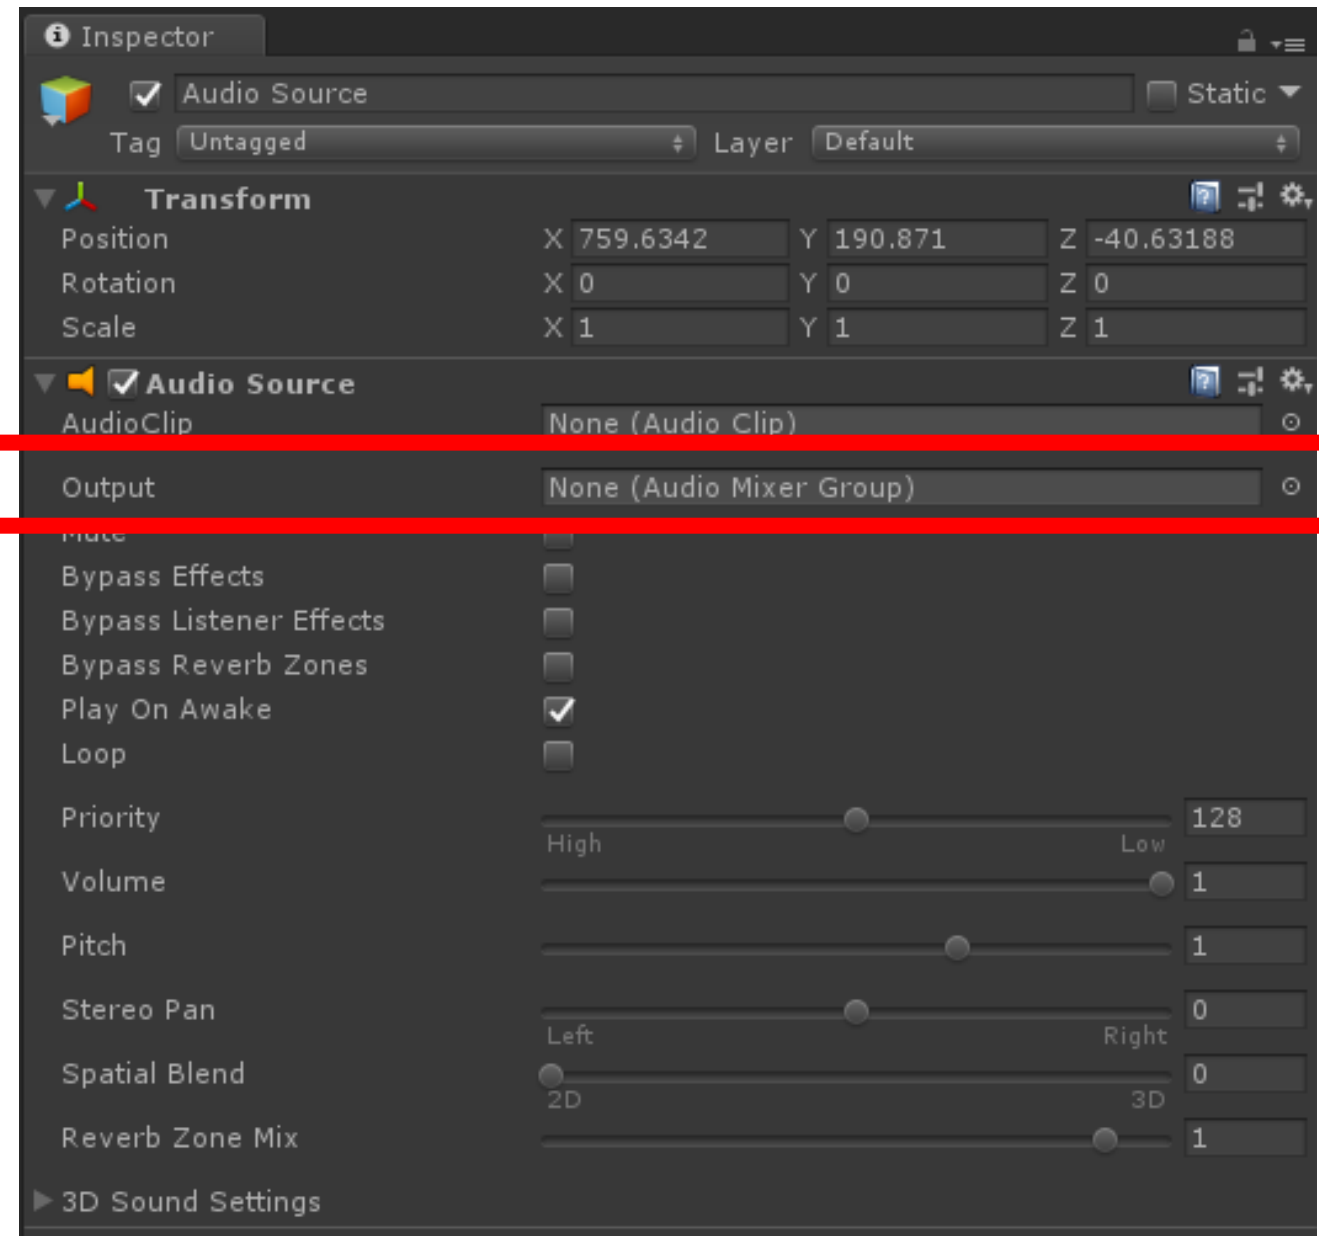 Inspector
Audio Source Static
Tag Untagged Layer Default
Transform
Position X 759.6342 Y 190.871 Z -40.63188
Rotation X 0 Y 0 Z 0
Scale X 1 Y 1 Z 1
Audio Source
AudioClip None (Audio Clip)
Output None (Audio Mixer Group)
Mute
Bypass Effects
Bypass Listener Effects
Bypass Reverb Zones
Play On Awake
Loop
Priority 128
High Low
Volume 1
Pitch 1
Stereo Pan 0
Left Right
Spatial Blend 0
2D 3D
Reverb Zone Mix 1
3D Sound Settings